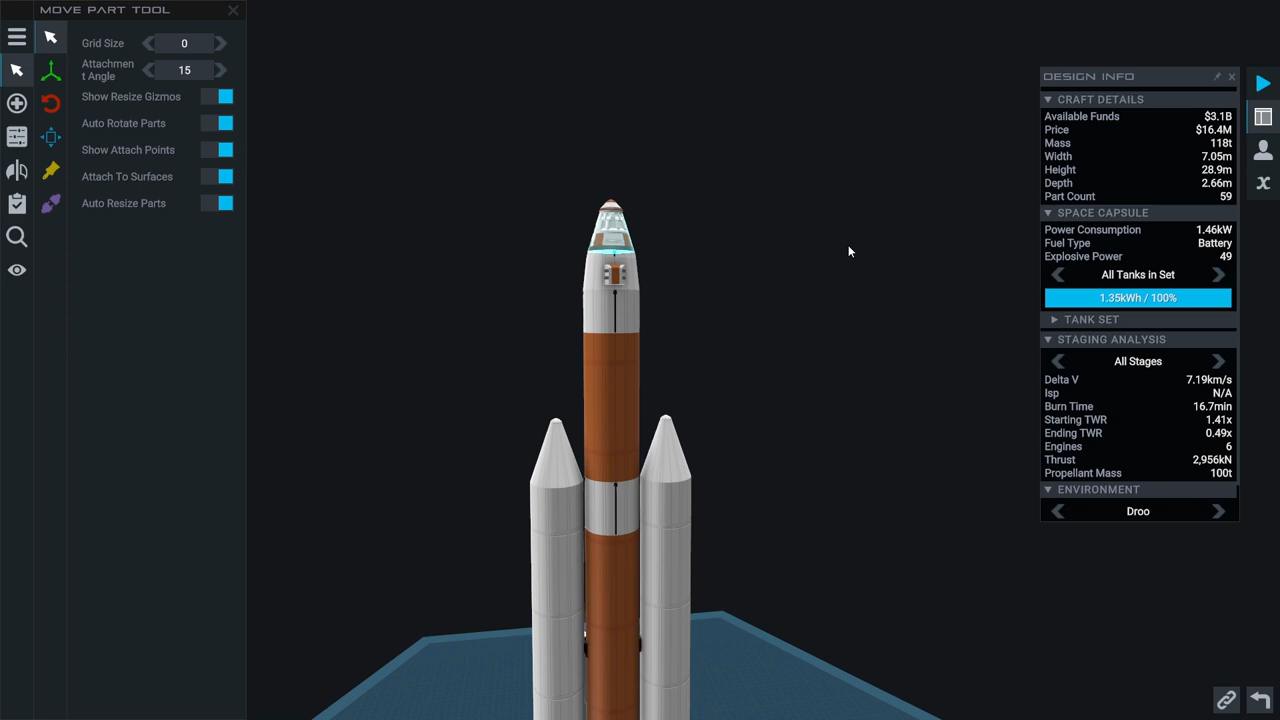 MOVE PART TOOL
Grid Size 0
Attachmen
t Angle 15
Show Resize Gizmos
Auto Rotate Parts
Show Attach Points
Attach To Surfaces
Auto Resize Parts
DESIGN INFO
CRAFT DETAILS
Available Funds $3.1B
Price $16.4M
Mass 118t
Width 7.05m
Height 28.9m
Depth 2.66m
Part Count 59
SPACE CAPSULE
Power Consumption 1.46kW
Fuel Type Battery
Explosive Power 49
All Tanks in Set
1.35kWh / 100%
TANK SET
STAGING ANALYSIS
All Stages
Delta V 7.19km/s
Isp N/A
Burn Time 16.7min
Starting TWR 1.41x
Ending TWR 0.49x
Engines 6
Thrust 2,956kN
Propellant Mass 100t
ENVIRONMENT
Droo